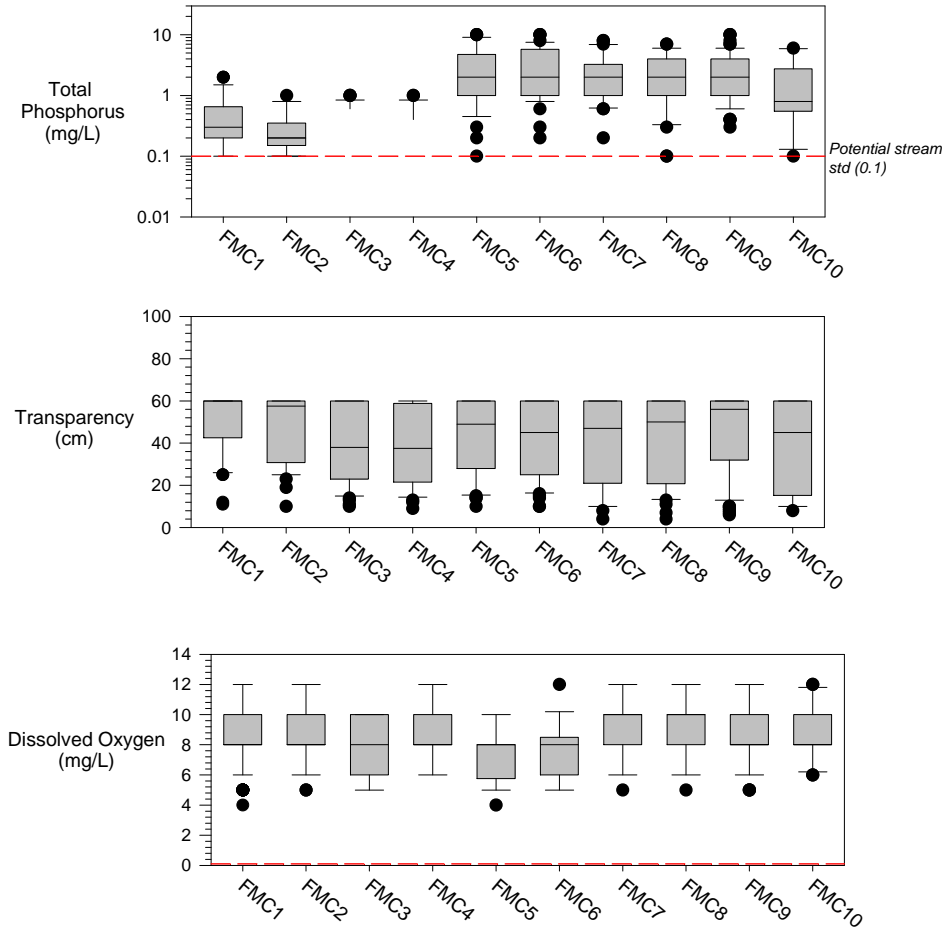 10
1
0.1
0.01
Total
Phosphorus
(mg/L)
Potential stream
std (0.1)
FMC1
FMC2
FMC3
FMC4
FMC5
FMC6
FMC7
FMC8
FMC9
FMC10
100
80
60
40
20
0
Transparency
(cm)
FMC1
FMC2
FMC3
FMC4
FMC5
FMC6
FMC7
FMC8
FMC9
FMC10
14
12
10
8
6
4
2
0
Dissolved Oxygen
(mg/L)
FMC1
FMC2
FMC3
FMC4
FMC5
FMC6
FMC7
FMC8
FMC9
FMC10